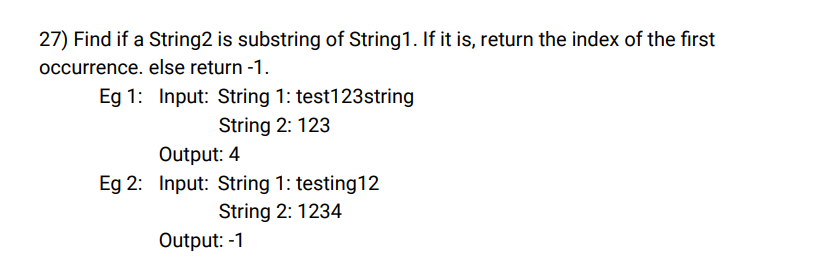 27) Find if a String2 is substring of String1. If it is, return the index of the first
occurrence. else return -1.
Eg 1: Input: String 1: test123string
String 2: 123
Output: 4
Eg 2: Input: String 1: testing12
String 2: 1234
Output: -1